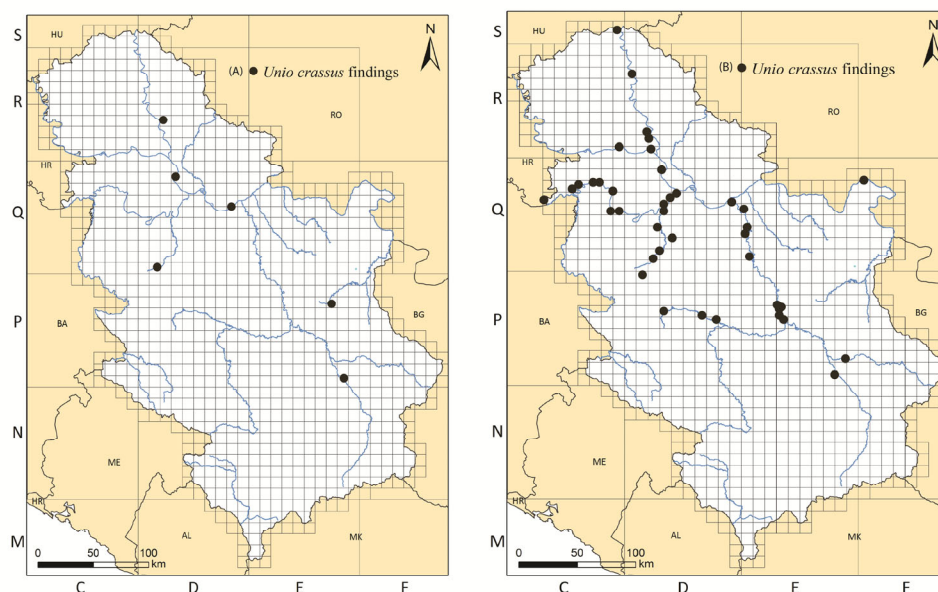 S HU N
(A) ● Unio crassus findings
R
RO
HR
Q
P BA BG
N
ME
HR
M AL MK
0 50 100
km
C D E F
S HU N
(B) ● Unio crassus findings
R
RO
HR
Q
P BA BG
N
ME
HR
M AL MK
0 50 100
km
C D E F